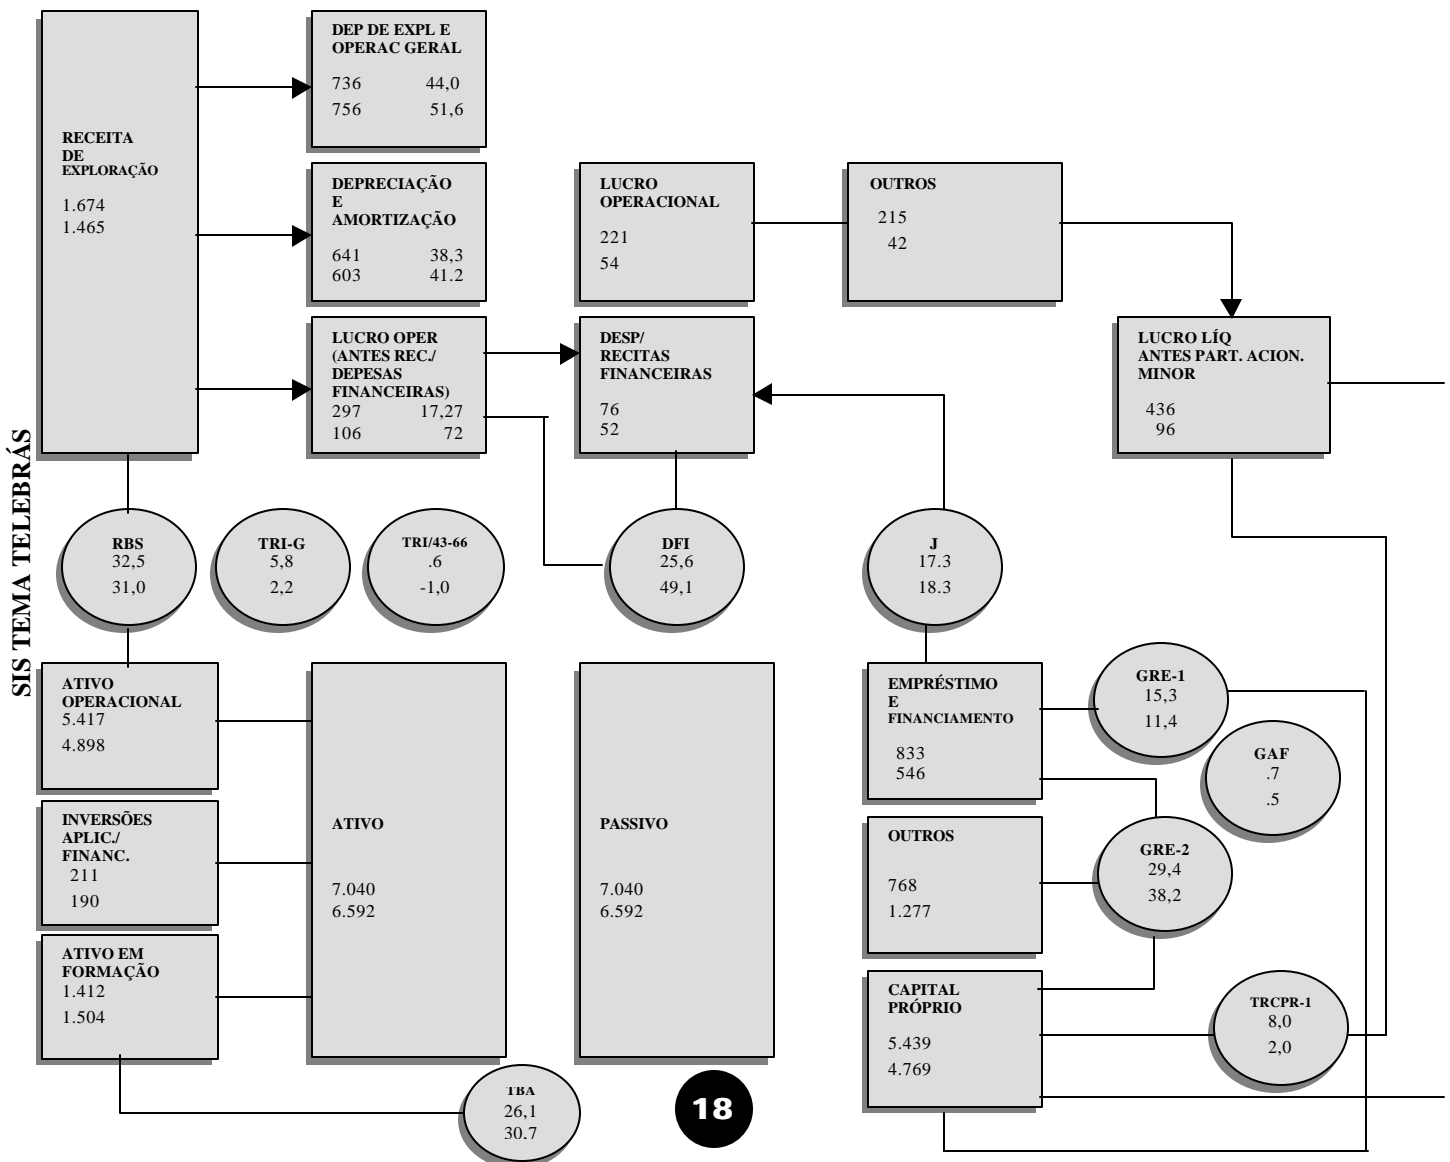 SIS TEMA TELEBRÁS
RECEITA
DE
EXPLORAÇÃO
1.674
1.465
DEP DE EXPL E
OPERAC GERAL
736 44,0
756 51,6
DEPRECIAÇÃO
E
AMORTIZAÇÃO
641 38,3
603 41.2
LUCRO OPER
(ANTES REC./
DEPESAS
FINANCEIRAS)
297 17,27
106 72
LUCRO
OPERACIONAL
221
54
OUTROS
215
42
DESP/
RECITAS
FINANCEIRAS
76
52
LUCRO LÍQ
ANTES PART. ACION.
MINOR
436
96
RBS
32,5
31,0
TRI-G
5,8
2,2
TRI/43-66
.6
-1,0
DFI
25,6
49,1
J
17.3
18.3
ATIVO
OPERACIONAL
5.417
4.898
INVERSÕES
APLIC./
FINANC.
211
190
ATIVO EM
FORMAÇÃO
1.412
1.504
ATIVO
7.040
6.592
PASSIVO
7.040
6.592
EMPRÉSTIMO
E
FINANCIAMENTO
833
546
OUTROS
768
1.277
CAPITAL
PRÓPRIO
5.439
4.769
GRE-1
15,3
11,4
GAF
.7
.5
GRE-2
29,4
38,2
TRCPR-1
8,0
2,0
TBA
26,1
30.7
18